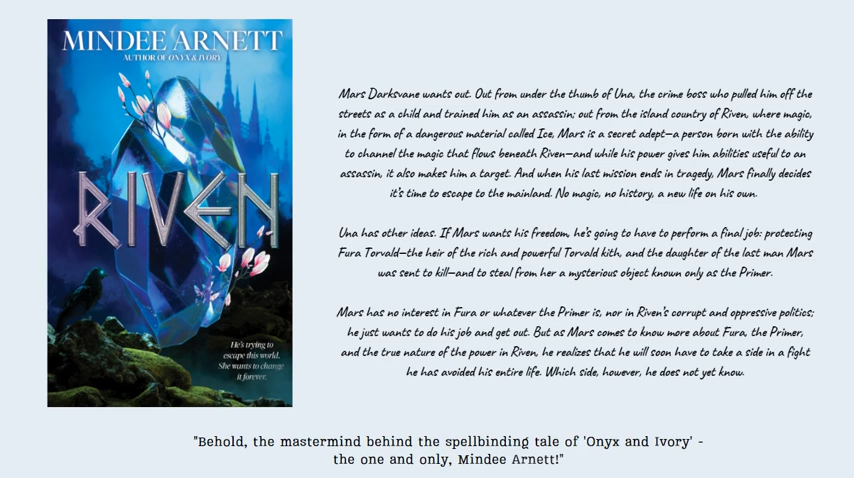 MINDEE ARNETT
AUTHOR OF ONYX & IVORY
RIVEN
He's trying to
escape this world.
She wants to change
it forever.
Mars Darksvane wants out. Out from under the thumb of Una, the crime boss who pulled him off the
streets as a child and trained him as an assassin; out from the island country of Riven, where magic,
in the form of a dangerous material called Ice, Mars is a secret adept—a person born with the ability
to channel the magic that flows beneath Riven—and while his power gives him abilities useful to an
assassin, it also makes him a target. And when his last mission ends in tragedy, Mars finally decides
it's time to escape to the mainland. No magic, no history, a new life on his own.
Una has other ideas. If Mars wants his freedom, he's going to have to perform a final job: protecting
Fura Torvald—the heir of the rich and powerful Torvald kith, and the daughter of the last man Mars
was sent to kill—and to steal from her a mysterious object known only as the Primer.
Mars has no interest in Fura or whatever the Primer is, nor in Riven's corrupt and oppressive politics;
he just wants to do his job and get out. But as Mars comes to know more about Fura, the Primer,
and the true nature of the power in Riven, he realizes that he will soon have to take a side in a fight
he has avoided his entire life. Which side, however, he does not yet know.
"Behold, the mastermind behind the spellbinding tale of 'Onyx and Ivory' -
the one and only, Mindee Arnett!"